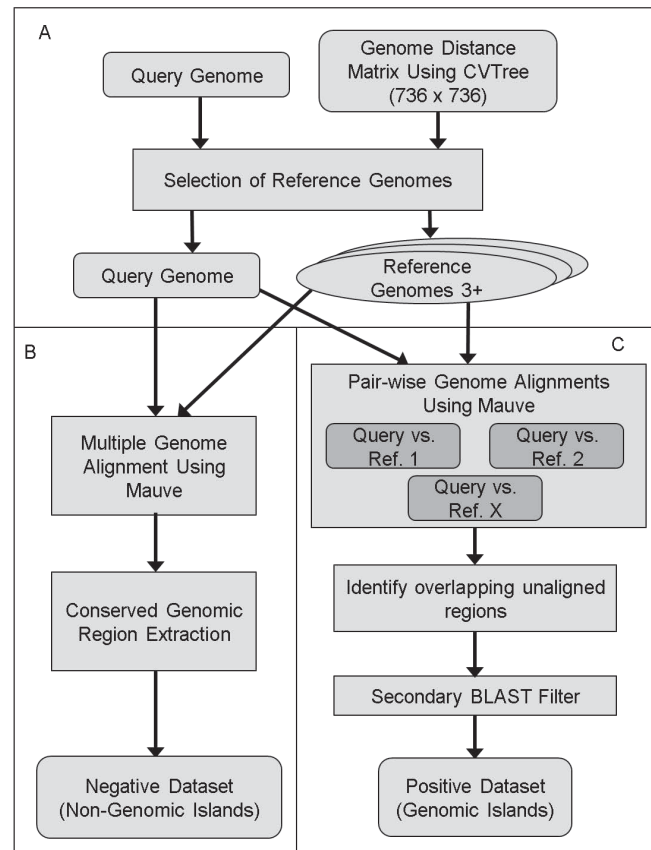 A
Query Genome
Genome Distance
Matrix Using CVTree
(736 x 736)
Selection of Reference Genomes
Query Genome
Reference
Genomes 3+
B
Multiple Genome
Alignment Using
Mauve
Conserved Genomic
Region Extraction
Negative Dataset
(Non-Genomic Islands)
C
Pair-wise Genome Alignments
Using Mauve
Query vs.
Ref. 1
Query vs.
Ref. 2
Query vs.
Ref. X
Identify overlapping unaligned
regions
Secondary BLAST Filter
Positive Dataset
(Genomic Islands)